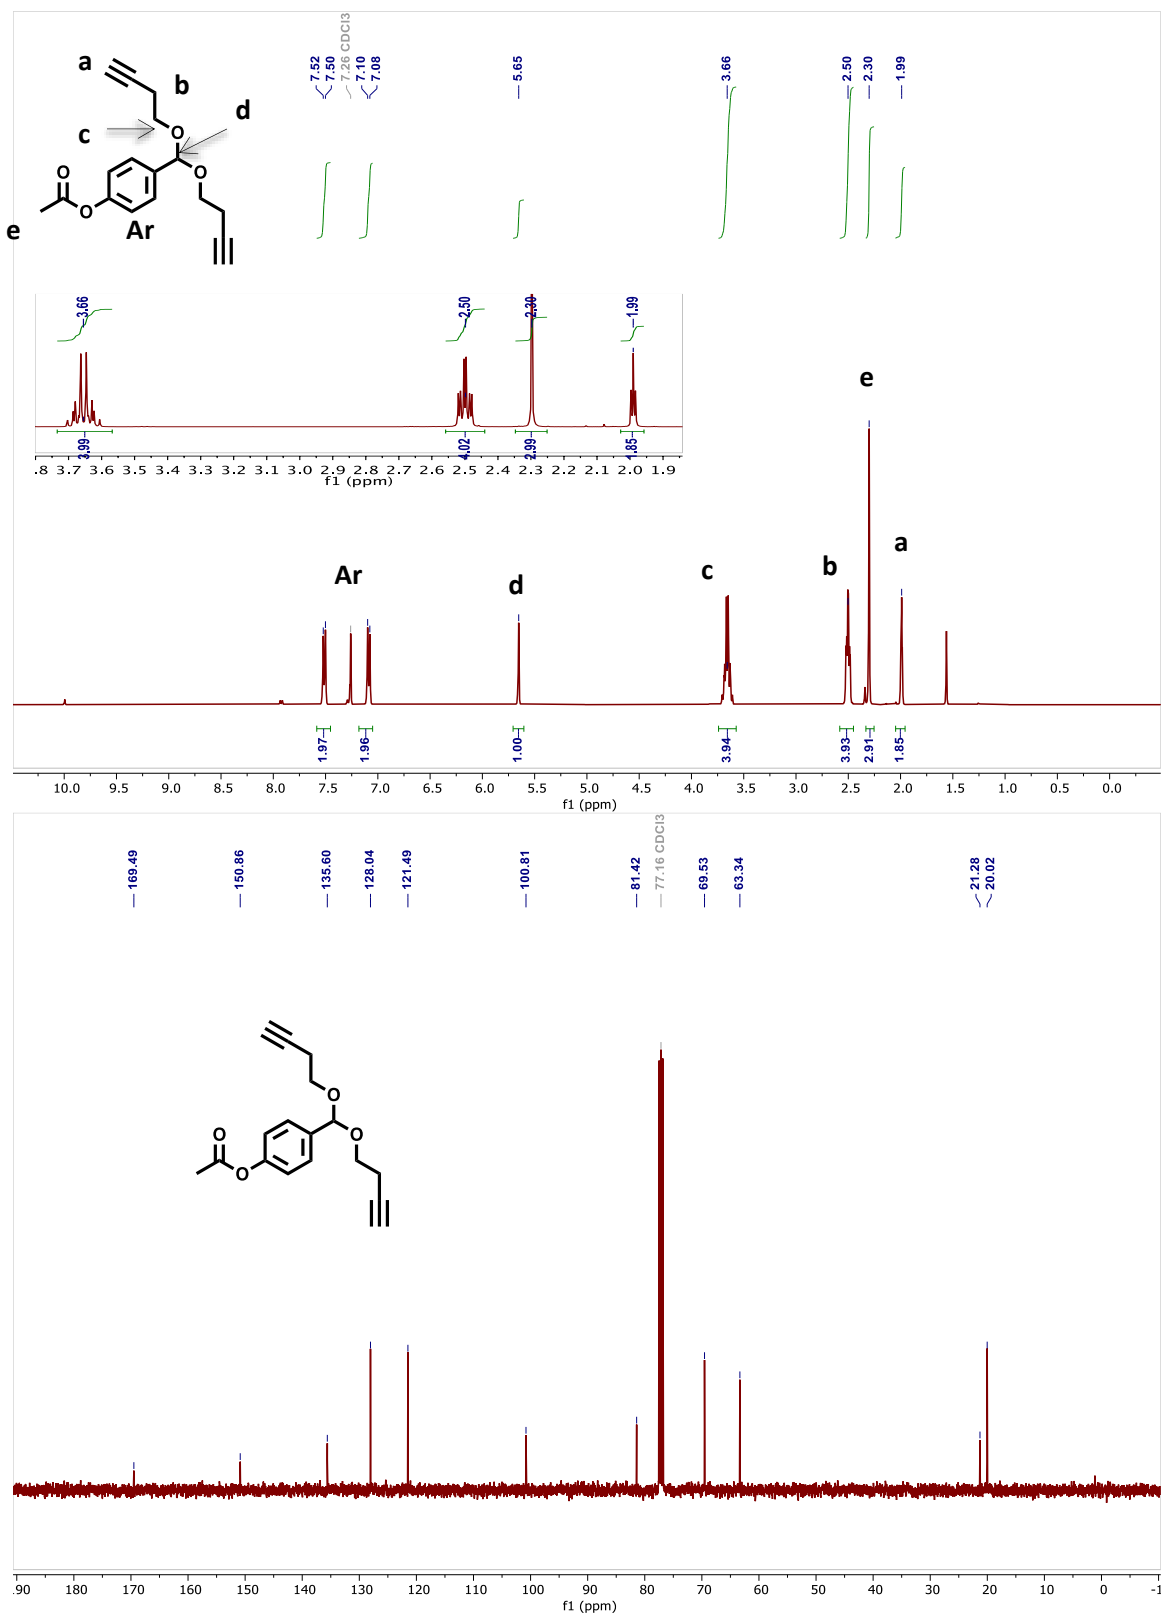 7.52
7.50
7.26 CDCl3
7.10
7.08
5.65
3.66
2.50
2.30
1.99
a
b
c
d
O
O
O
O
e
Ar
3.66
2.50
2.30
1.99
3.99
4.02
2.99
1.85
.8 3.7 3.6 3.5 3.4 3.3 3.2 3.1 3.0 2.9 2.8 2.7 2.6 2.5 2.4 2.3 2.2 2.1 2.0 1.9
f1 (ppm)
Ar
d
c
b
e
a
1.97
1.96
1.00
3.94
3.93
2.91
1.85
10.0 9.5 9.0 8.5 8.0 7.5 7.0 6.5 6.0 5.5 5.0 4.5 4.0 3.5 3.0 2.5 2.0 1.5 1.0 0.5 0.0
f1 (ppm)
169.49
150.86
135.60
128.04
121.49
100.81
81.42
77.16 CDCl3
69.53
63.34
21.28
20.02
O
O
O
O
.90 180 170 160 150 140 130 120 110 100 90 80 70 60 50 40 30 20 10 0 -1
f1 (ppm)